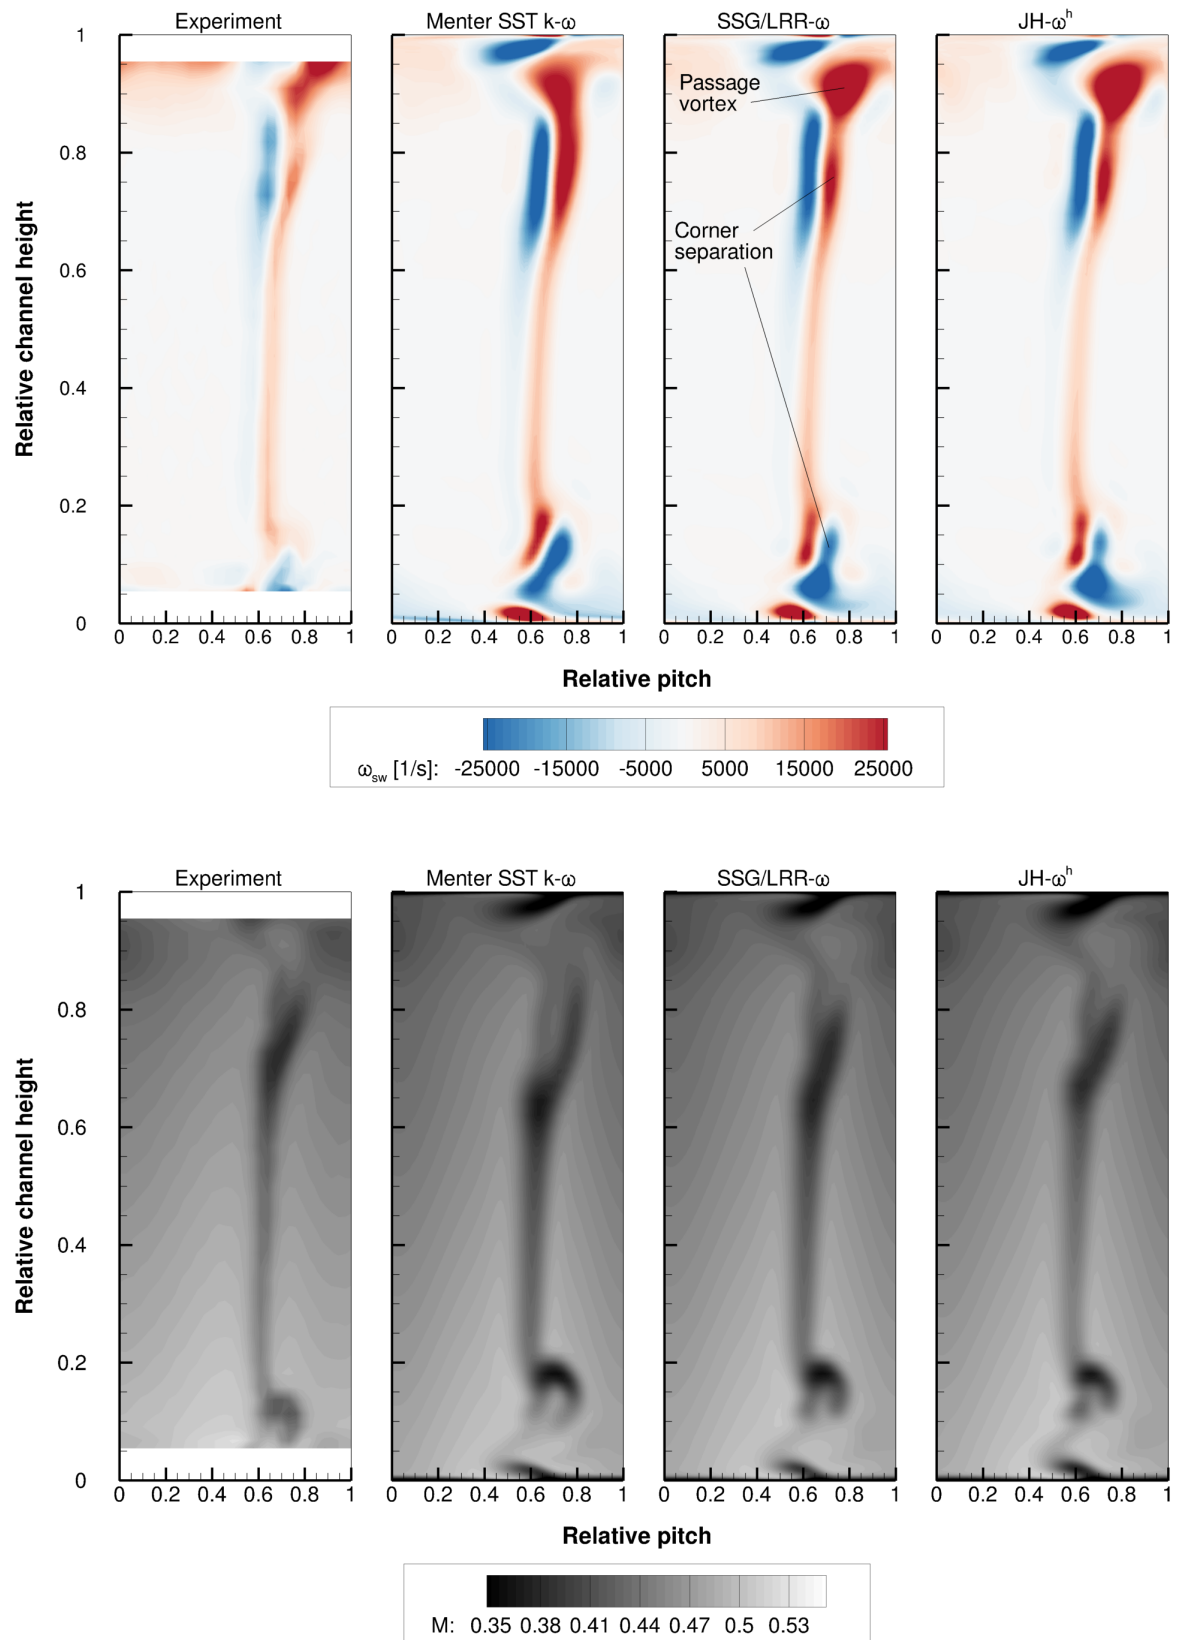 Experiment Menter SST k-ω SSG/LRR-ω JH-ωʰ
1
0.8
0.6
0.4
0.2
0
Relative channel height
Passage
vortex
Corner
separation
0 0.2 0.4 0.6 0.8 1 0 0.2 0.4 0.6 0.8 1 0 0.2 0.4 0.6 0.8 1 0 0.2 0.4 0.6 0.8 1
Relative pitch
ω_sw [1/s]: -25000 -15000 -5000 5000 15000 25000
Experiment Menter SST k-ω SSG/LRR-ω JH-ωʰ
1
0.8
0.6
0.4
0.2
0
Relative channel height
0 0.2 0.4 0.6 0.8 1 0 0.2 0.4 0.6 0.8 1 0 0.2 0.4 0.6 0.8 1 0 0.2 0.4 0.6 0.8 1
Relative pitch
M: 0.35 0.38 0.41 0.44 0.47 0.5 0.53